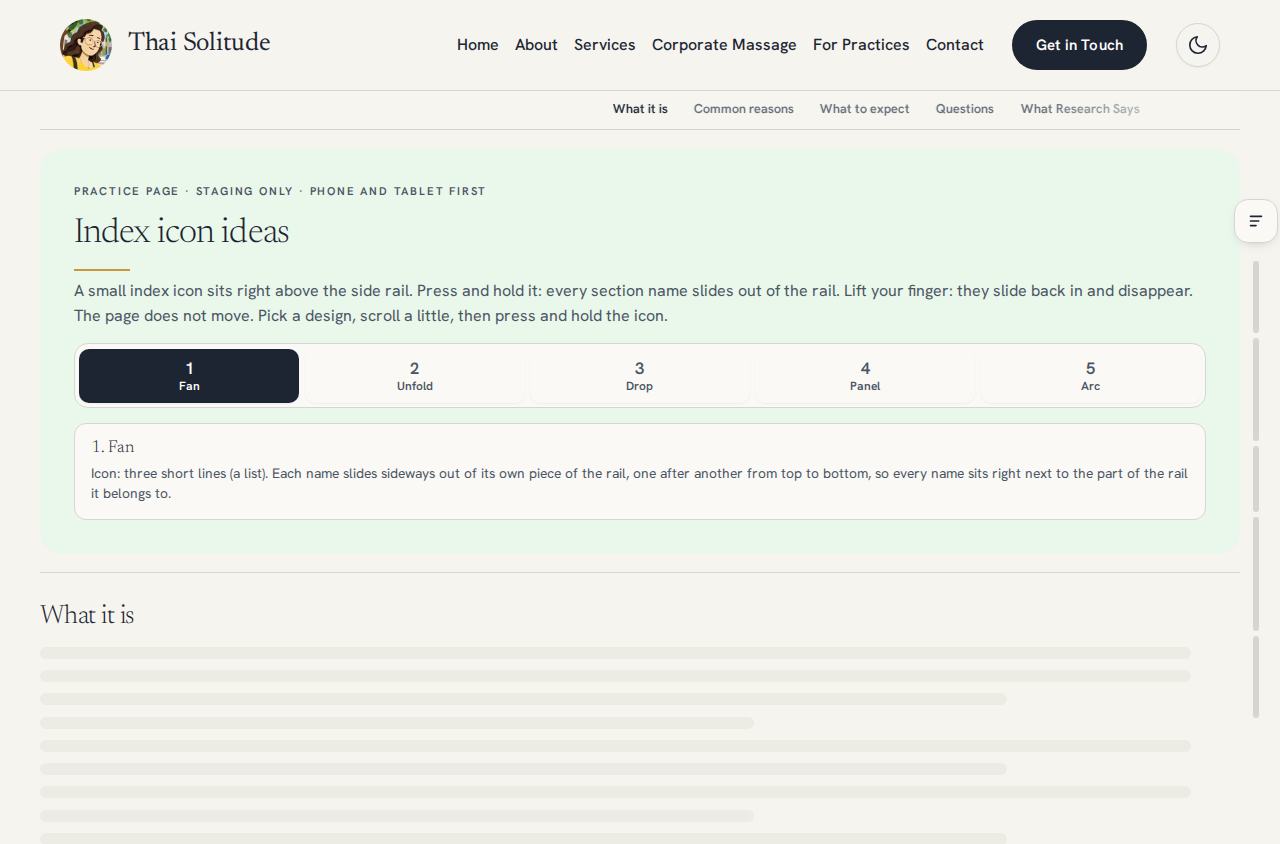 Thai Solitude
Home About Services Corporate Massage For Practices Contact Get in Touch
What it is Common reasons What to expect Questions What Research Says
PRACTICE PAGE · STAGING ONLY · PHONE AND TABLET FIRST
Index icon ideas
A small index icon sits right above the side rail. Press and hold it: every section name slides out of the rail. Lift your finger: they slide back in and disappear.
The page does not move. Pick a design, scroll a little, then press and hold the icon.
1 2 3 4 5
Fan Unfold Drop Panel Arc
1. Fan
Icon: three short lines (a list). Each name slides sideways out of its own piece of the rail, one after another from top to bottom, so every name sits right next to the part of the rail
it belongs to.
What it is